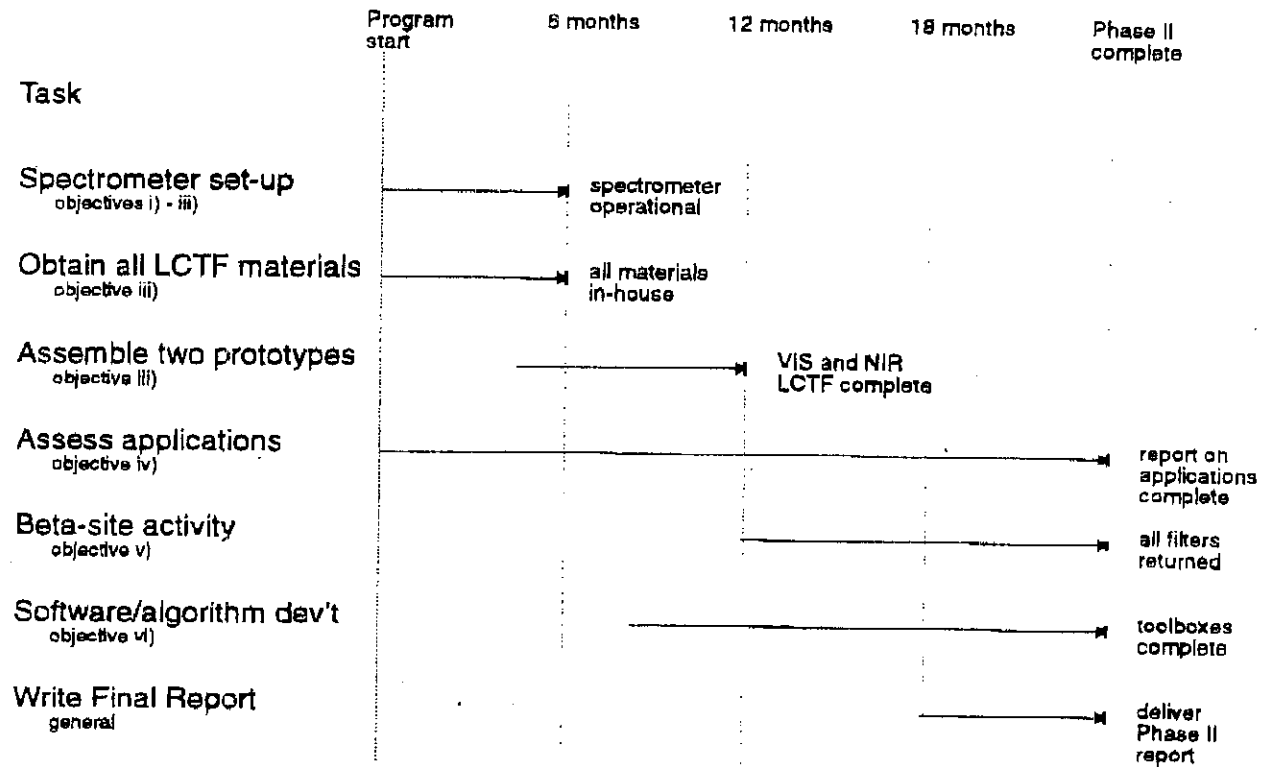 Program
start
6 months
12 months
18 months
Phase II
complete
Task
Spectrometer set-up
objectives i) - iii)
spectrometer
operational
Obtain all LCTF materials
objective iii)
all materials
in-house
Assemble two prototypes
objective iii)
VIS and NIR
LCTF complete
Assess applications
objective iv)
report on
applications
complete
Beta-site activity
objective v)
all filters
returned
Software/algorithm dev't
objective vi)
toolboxes
complete
Write Final Report
general
deliver
Phase II
report